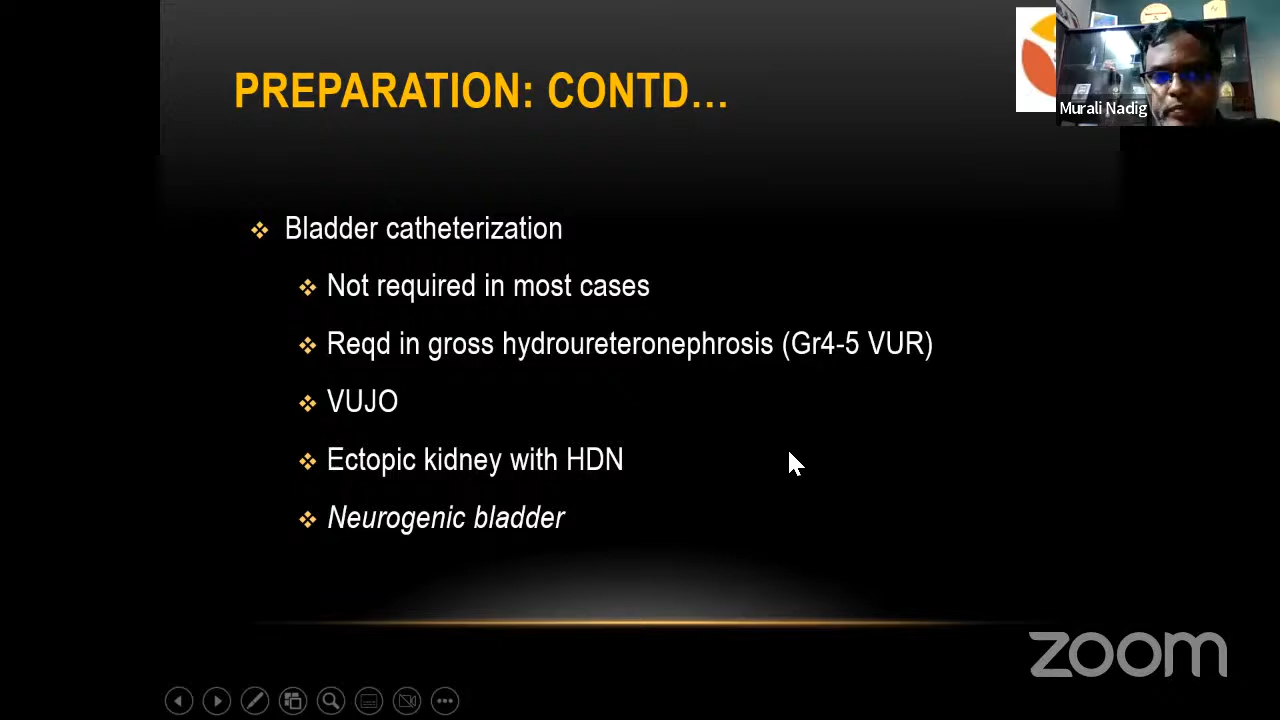 PREPARATION: CONTD...
Murali Nadig
Bladder catheterization
Not required in most cases
Reqd in gross hydroureteronephrosis (Gr4-5 VUR)
VUJO
Ectopic kidney with HDN
Neurogenic bladder
zoom